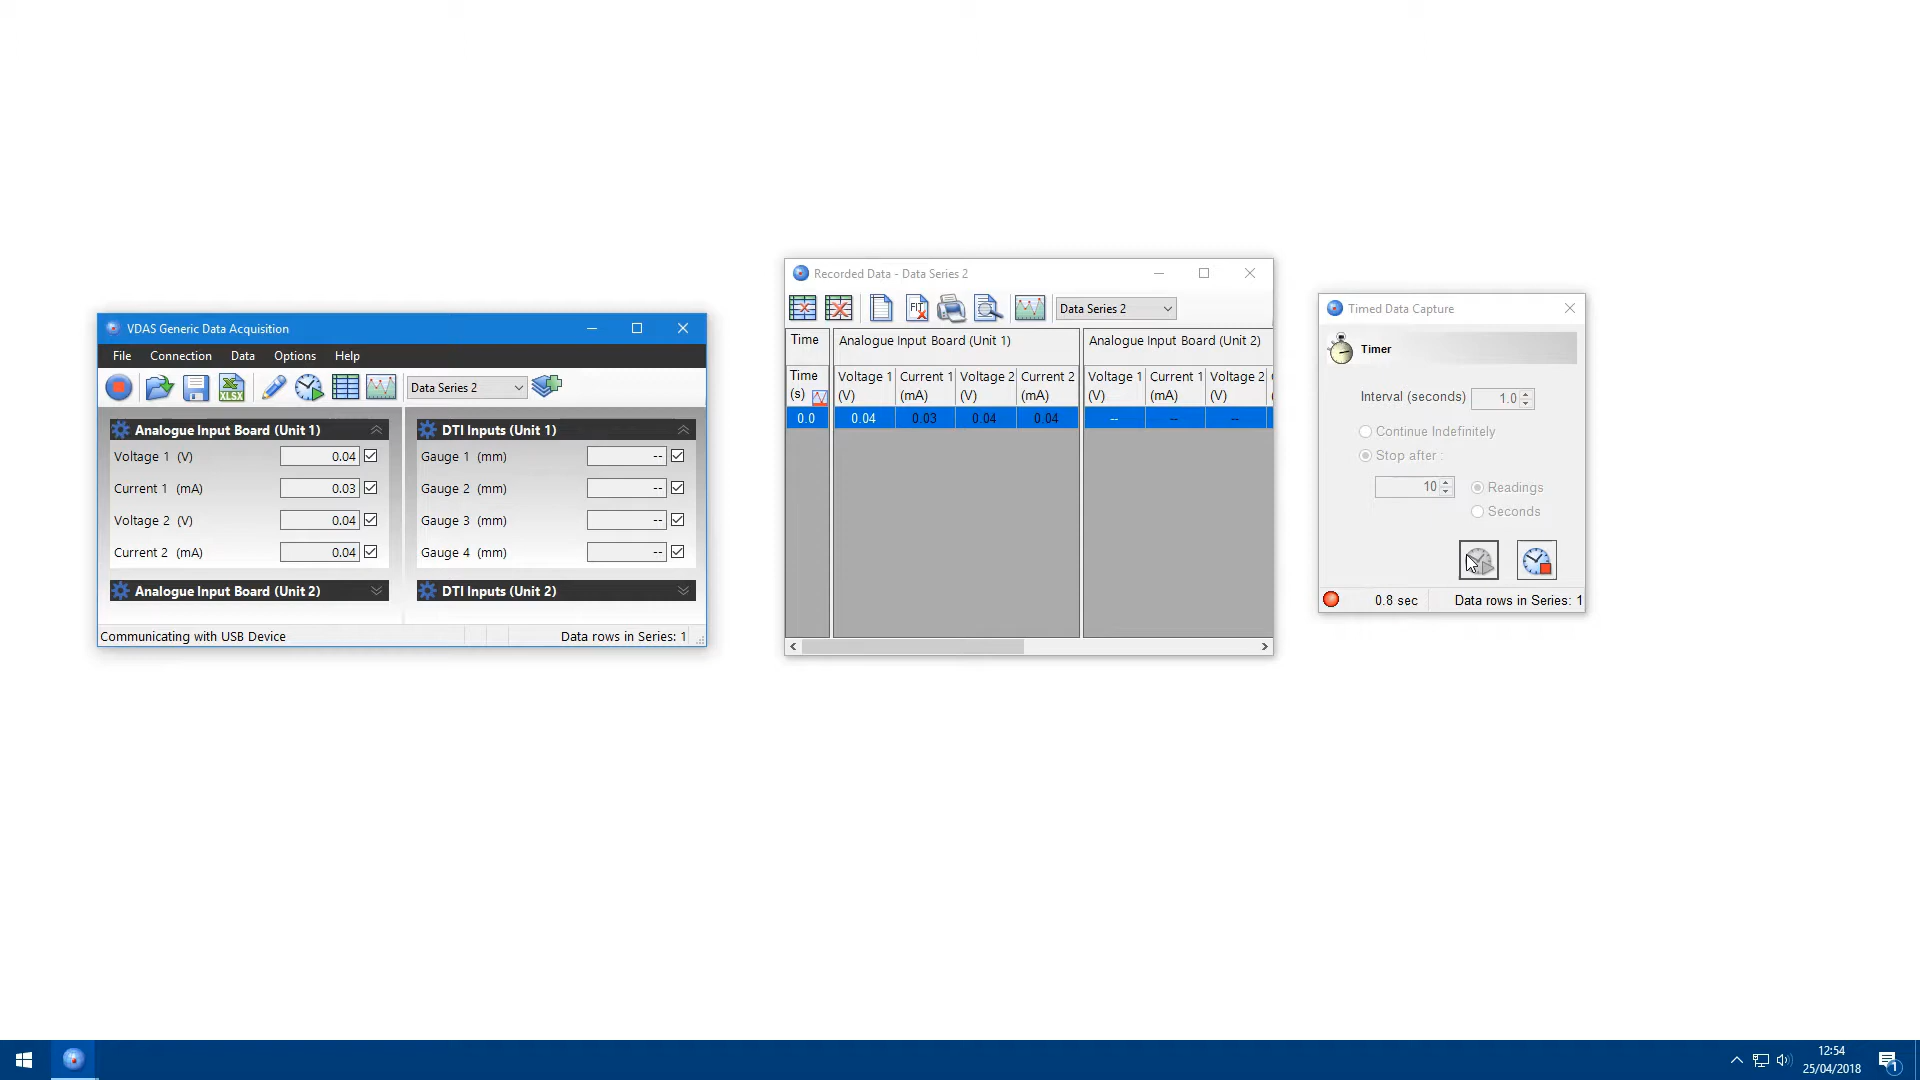 VDAS Generic Data Acquisition
File Connection Data Options Help
XLSX
Data Series 2
Analogue Input Board (Unit 1)
Voltage 1 (V) 0.04
Current 1 (mA) 0.03
Voltage 2 (V) 0.04
Current 2 (mA) 0.04
Analogue Input Board (Unit 2)
DTI Inputs (Unit 1)
Gauge 1 (mm) --
Gauge 2 (mm) --
Gauge 3 (mm) --
Gauge 4 (mm) --
DTI Inputs (Unit 2)
Communicating with USB Device
Data rows in Series: 1
Recorded Data - Data Series 2
FIT
Data Series 2
Time Analogue Input Board (Unit 1) Analogue Input Board (Unit 2)
Time Voltage 1 Current 1 Voltage 2 Current 2 Voltage 1 Current 1 Voltage 2
(s) (V) (mA) (V) (mA) (V) (mA) (V)
0.0 0.04 0.03 0.04 0.04 -- -- --
Timed Data Capture
Timer
Interval (seconds) 1.0
Continue Indefinitely
Stop after :
10 Readings
Seconds
0.8 sec Data rows in Series: 1
12:54
25/04/2018
1